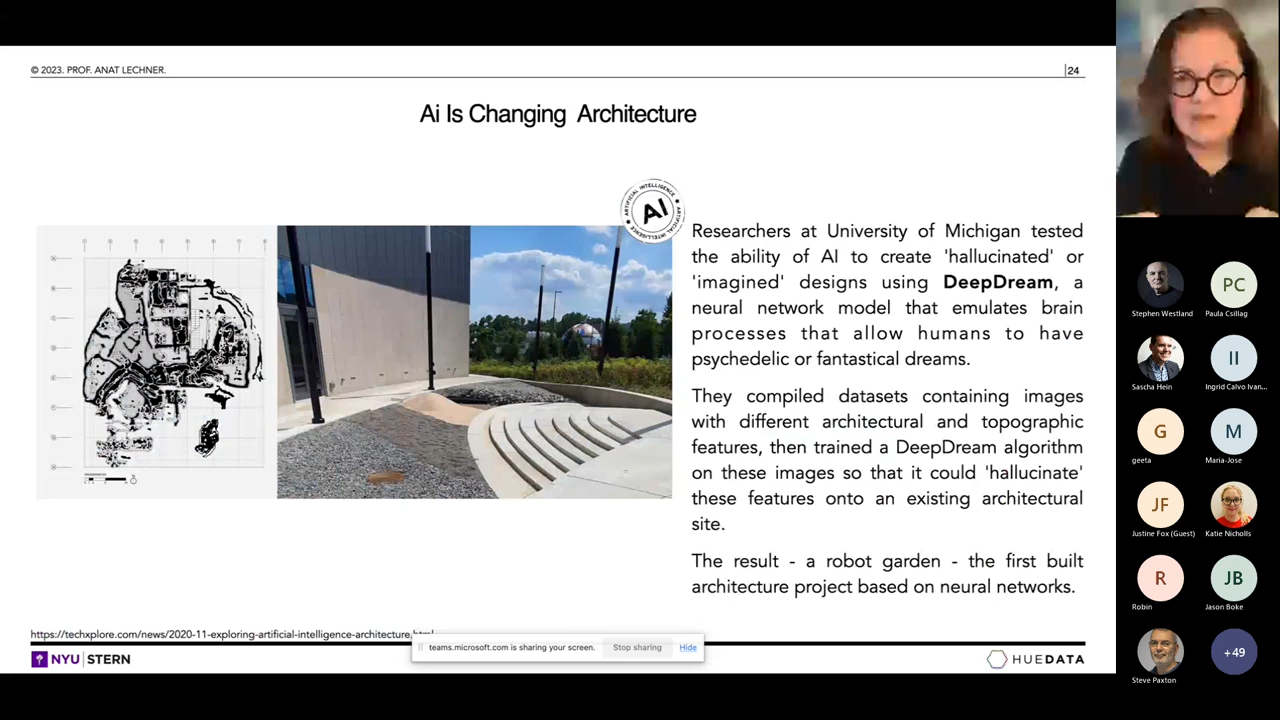 © 2023. PROF. ANAT LECHNER.
|24
Ai Is Changing Architecture
ARTIFICIAL INTELLIGENCE
AI
ARTIFICIAL INTELLIGENCE
Researchers at University of Michigan tested
the ability of AI to create 'hallucinated' or
'imagined' designs using DeepDream, a
neural network model that emulates brain
processes that allow humans to have
psychedelic or fantastical dreams.
They compiled datasets containing images
with different architectural and topographic
features, then trained a DeepDream algorithm
on these images so that it could 'hallucinate'
these features onto an existing architectural
site.
The result - a robot garden - the first built
architecture project based on neural networks.
https://techxplore.com/news/2020-11-exploring-artificial-intelligence-architecture.html
teams.microsoft.com is sharing your screen.
Stop sharing
Hide
NYU | STERN
HUEDATA
Stephen Westland
PC
Paula Csillag
Sascha Hein
II
Ingrid Calvo Ivan...
G
geeta
M
Maria-Jose
JF
Justine Fox (Guest)
Katie Nicholls
R
Robin
JB
Jason Boke
Steve Paxton
+49